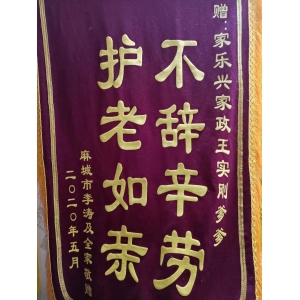 赠：家乐兴家政王实刚爹爹
不辞辛劳
护老如亲
麻城市李涛及全家敬赠
二〇二〇年五月